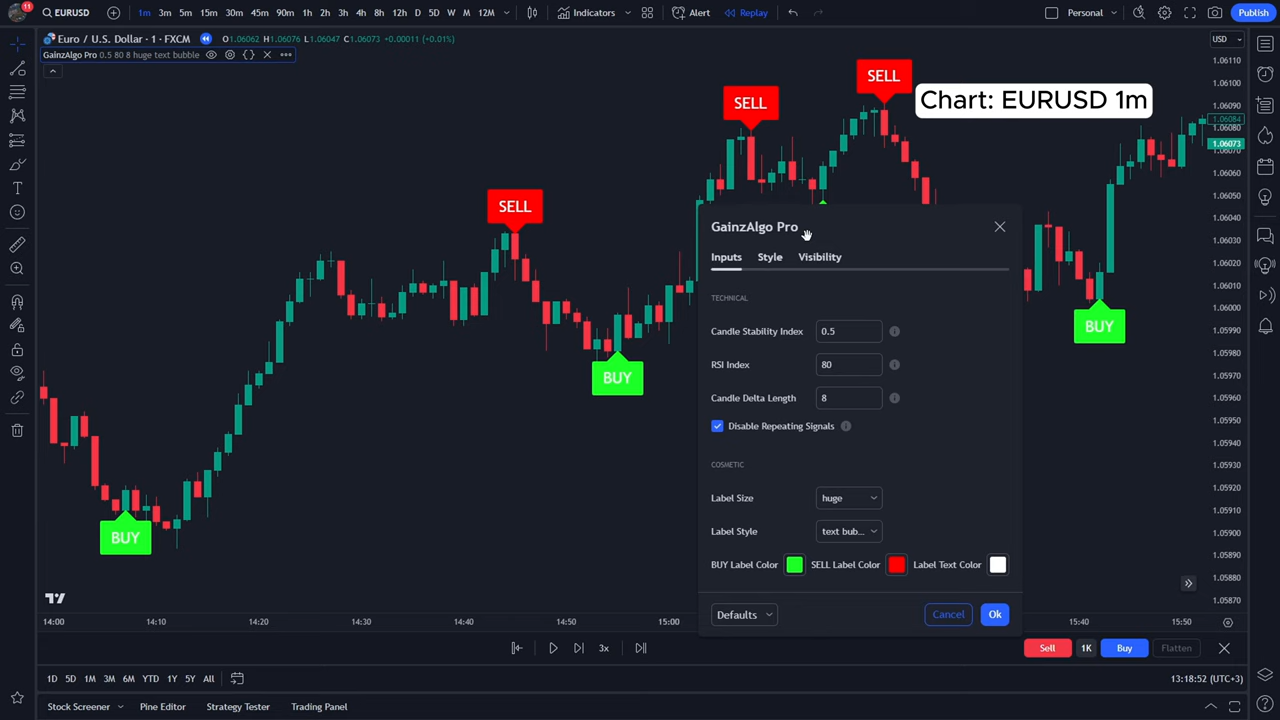 11
EURUSD
1m 3m 5m 15m 30m 45m 90m 1h 2h 3h 4h 8h 12h D 5D W M 12M
Indicators
Alert
Replay
Personal
Publish
Euro / U.S. Dollar · 1 · FXCM
O1.06062 H1.06076 L1.06047 C1.06073 +0.00011 (+0.01%)
USD
GainzAlgo Pro 0.5 80 8 huge text bubble
SELL
SELL
SELL
Chart: EURUSD 1m
BUY
BUY
BUY
1.06110
1.06100
1.06090
1.06084
1.06080
1.06073
1.06070
1.06060
1.06050
1.06040
1.06030
1.06020
1.06010
1.06000
1.05990
1.05980
1.05970
1.05960
1.05940
1.05930
1.05920
1.05910
1.05900
1.05890
1.05880
1.05870
GainzAlgo Pro
Inputs Style Visibility
TECHNICAL
Candle Stability Index 0.5
RSI Index 80
Candle Delta Length 8
Disable Repeating Signals
COSMETIC
Label Size huge
Label Style text bub...
BUY Label Color SELL Label Color Label Text Color
Defaults Cancel Ok
14:00 14:10 14:20 14:30 14:40 14:50 15:00 15:40 15:50
3x
Sell 1K Buy Flatten
1D 5D 1M 3M 6M YTD 1Y 5Y All
13:18:52 (UTC+3)
Stock Screener Pine Editor Strategy Tester Trading Panel